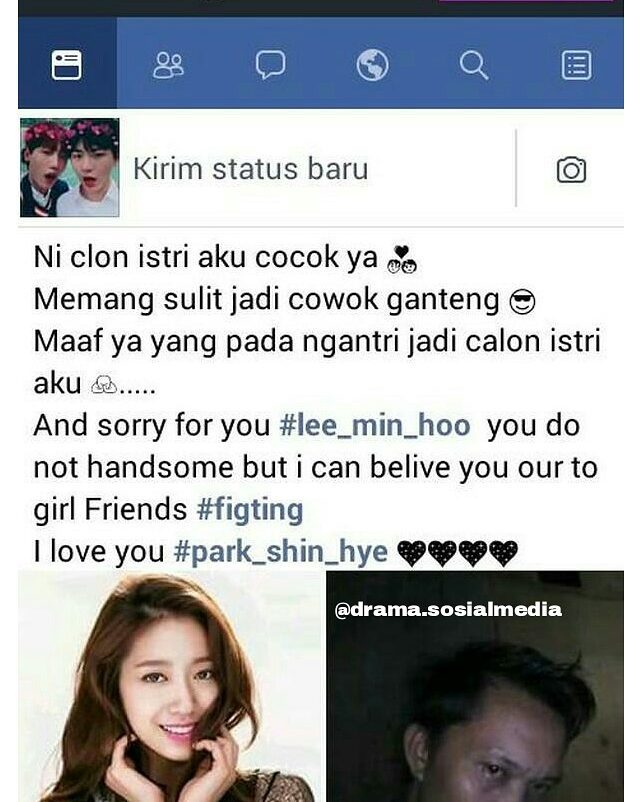 Kirim status baru
Ni clon istri aku cocok ya 💑
Memang sulit jadi cowok ganteng 😎
Maaf ya yang pada ngantri jadi calon istri
aku 🙏.....
And sorry for you #lee_min_hoo you do
not handsome but i can belive you our to
girl Friends #figting
I love you #park_shin_hye 💖💖💖💖
@drama.sosialmedia